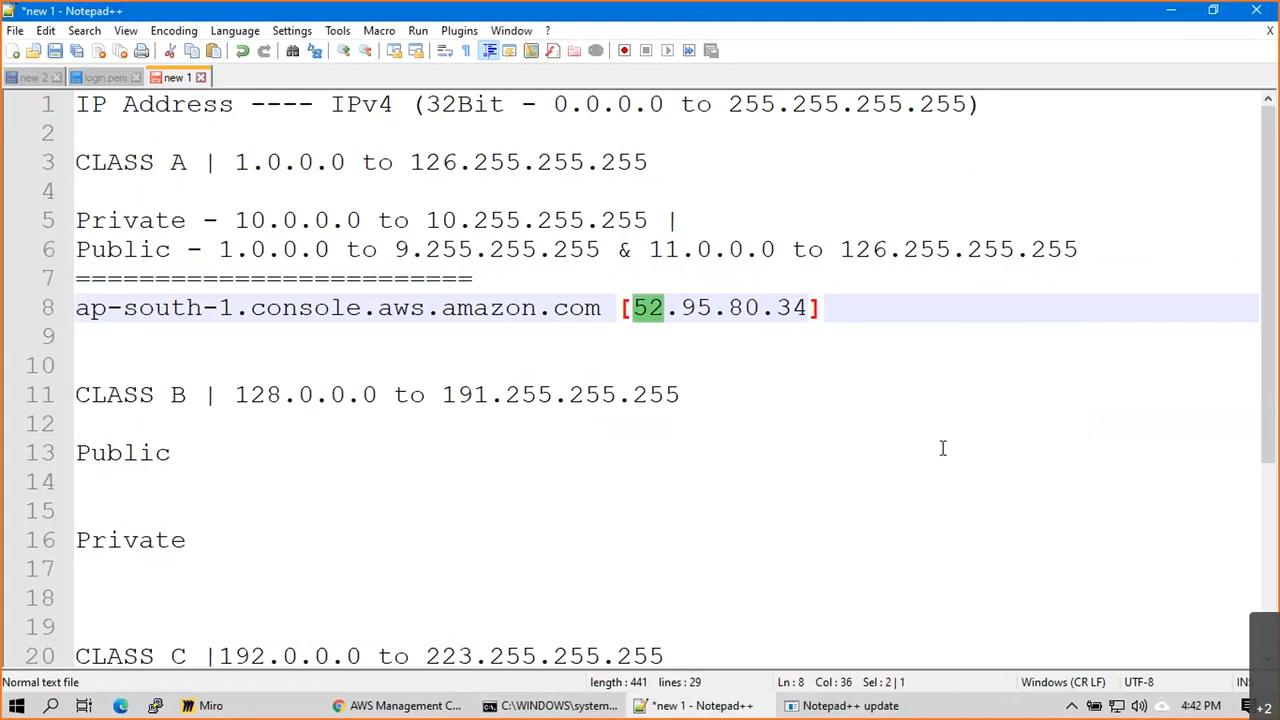 *new 1 - Notepad++
File Edit Search View Encoding Language Settings Tools Macro Run Plugins Window ? X
new 2 login.pem new 1
1 IP Address ---- IPv4 (32Bit - 0.0.0.0 to 255.255.255.255)
2
3 CLASS A | 1.0.0.0 to 126.255.255.255
4
5 Private - 10.0.0.0 to 10.255.255.255 |
6 Public - 1.0.0.0 to 9.255.255.255 & 11.0.0.0 to 126.255.255.255
7 =========================
8 ap-south-1.console.aws.amazon.com [52.95.80.34]
9
10
11 CLASS B | 128.0.0.0 to 191.255.255.255
12
13 Public
14
15
16 Private
17
18
19
20 CLASS C |192.0.0.0 to 223.255.255.255
Normal text file length : 441 lines : 29 Ln : 8 Col : 36 Sel : 2 | 1 Windows (CR LF) UTF-8 IN
Miro AWS Management C... C:\WINDOWS\system... *new 1 - Notepad++ Notepad++ update 4:42 PM +2